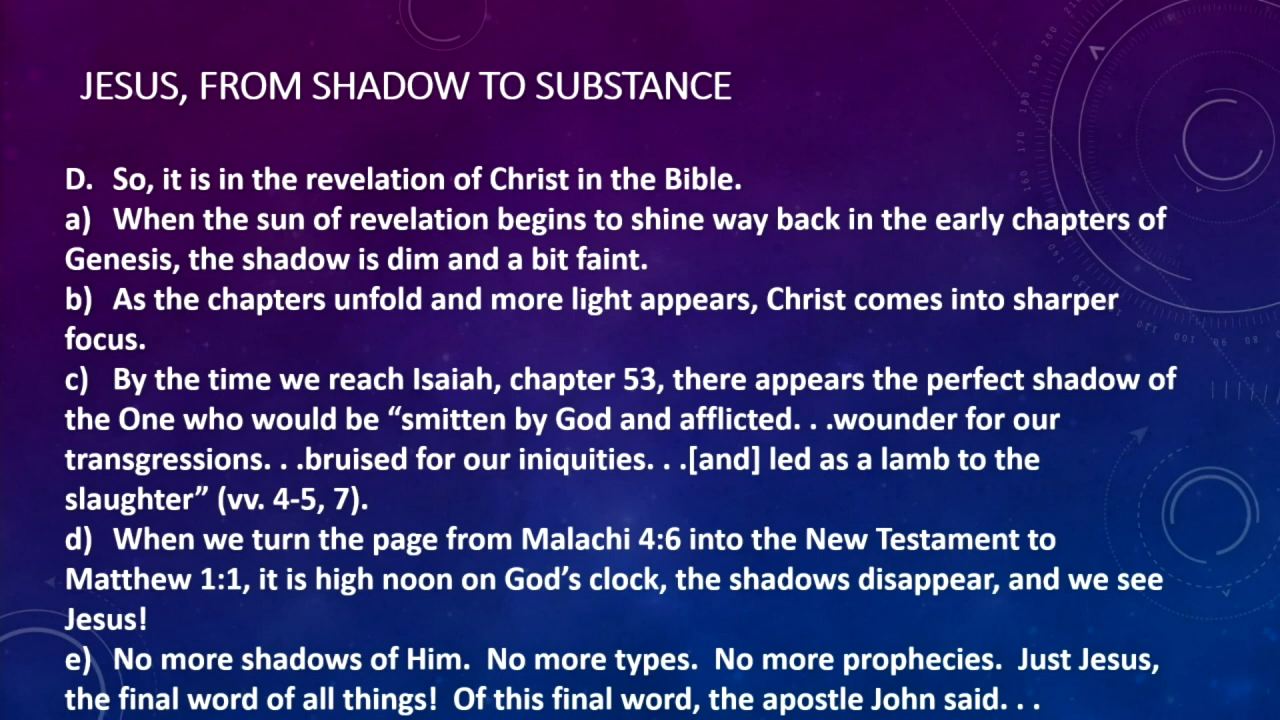 JESUS, FROM SHADOW TO SUBSTANCE
D. So, it is in the revelation of Christ in the Bible.
a) When the sun of revelation begins to shine way back in the early chapters of
Genesis, the shadow is dim and a bit faint.
b) As the chapters unfold and more light appears, Christ comes into sharper
focus.
c) By the time we reach Isaiah, chapter 53, there appears the perfect shadow of
the One who would be “smitten by God and afflicted. . .wounder for our
transgressions. . .bruised for our iniquities. . .[and] led as a lamb to the
slaughter” (vv. 4-5, 7).
d) When we turn the page from Malachi 4:6 into the New Testament to
Matthew 1:1, it is high noon on God’s clock, the shadows disappear, and we see
Jesus!
e) No more shadows of Him.  No more types.  No more prophecies.  Just Jesus,
the final word of all things!  Of this final word, the apostle John said. . .